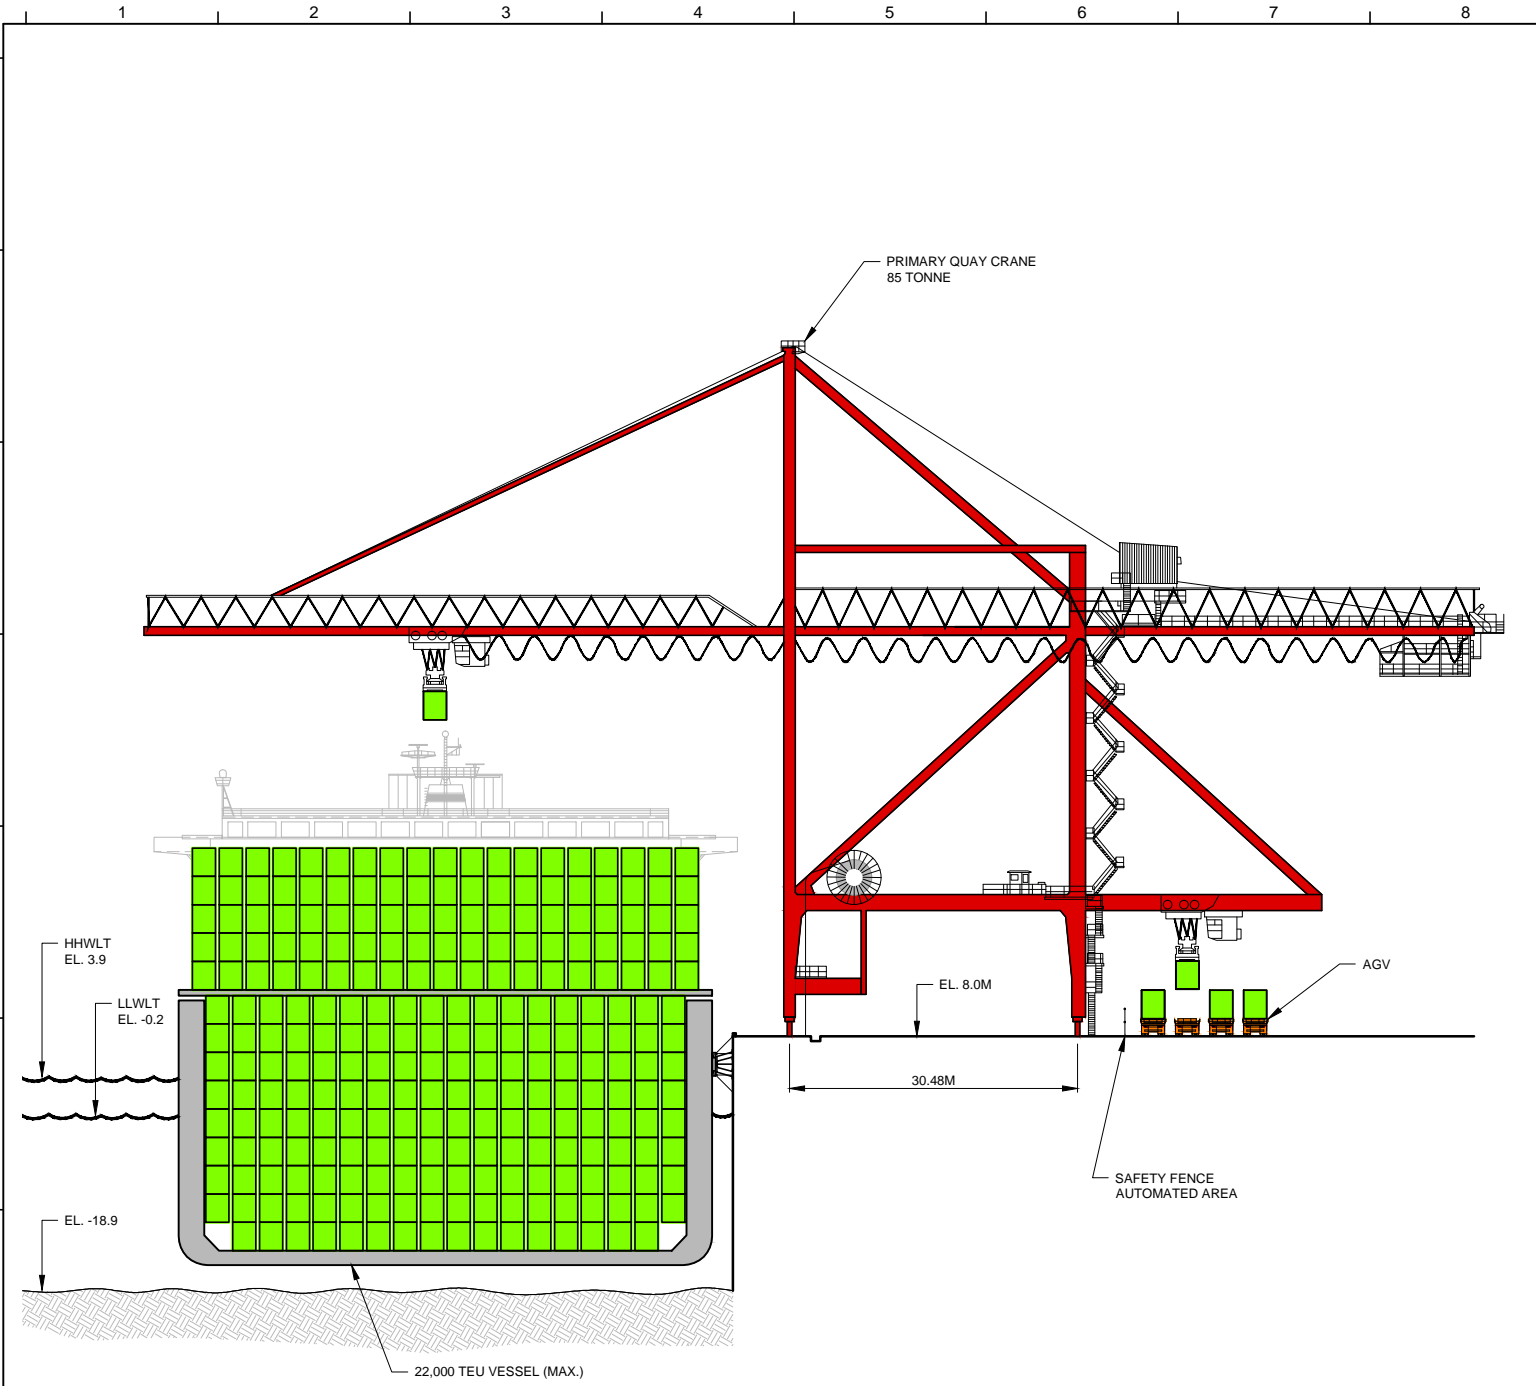 1 2 3 4 5 6 7 8
PRIMARY QUAY CRANE
85 TONNE
HHWLT
EL. 3.9
LLWLT
EL. -0.2
EL. 8.0M
AGV
30.48M
SAFETY FENCE
AUTOMATED AREA
EL. -18.9
22,000 TEU VESSEL (MAX.)